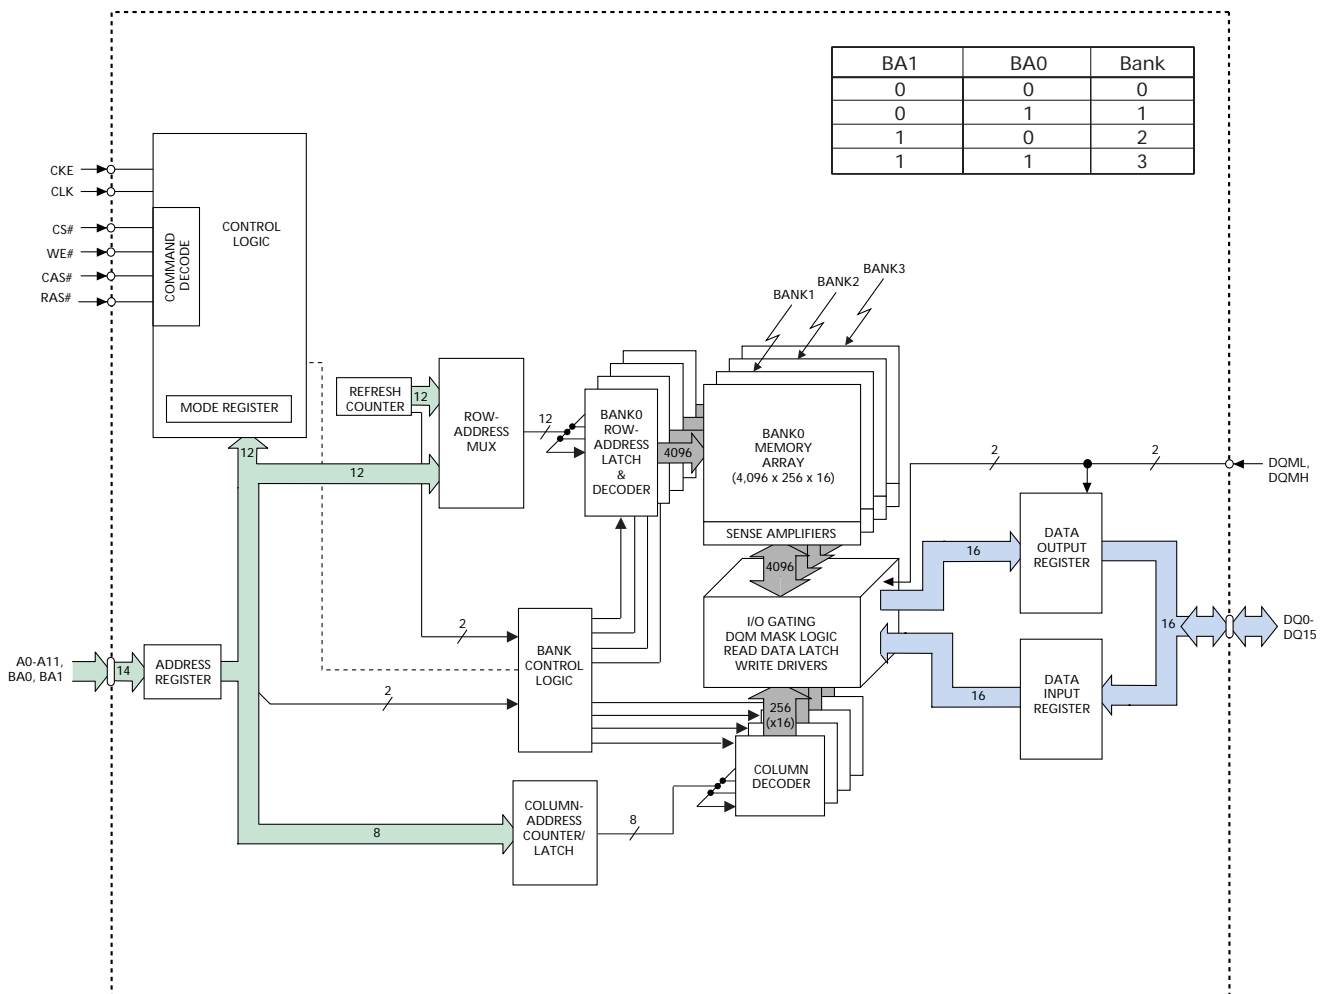 BA1 BA0 Bank
0 0 0
0 1 1
1 0 2
1 1 3
CKE
CLK
CS#
WE#
CAS#
RAS#
COMMAND
DECODE
CONTROL
LOGIC
MODE REGISTER
12
12
REFRESH
COUNTER
12
ROW-
ADDRESS
MUX
12
BANK0
ROW-
ADDRESS
LATCH
&
DECODER
4096
BANK1
BANK2
BANK3
BANK0
MEMORY
ARRAY
(4,096 x 256 x 16)
SENSE AMPLIFIERS
4096
I/O GATING
DQM MASK LOGIC
READ DATA LATCH
WRITE DRIVERS
256
(x16)
COLUMN
DECODER
2
2
DQML,
DQMH
DATA
OUTPUT
REGISTER
16
16
DQ0-
DQ15
DATA
INPUT
REGISTER
16
A0-A11,
BA0, BA1
14
ADDRESS
REGISTER
2
2
BANK
CONTROL
LOGIC
8
COLUMN-
ADDRESS
COUNTER/
LATCH
8